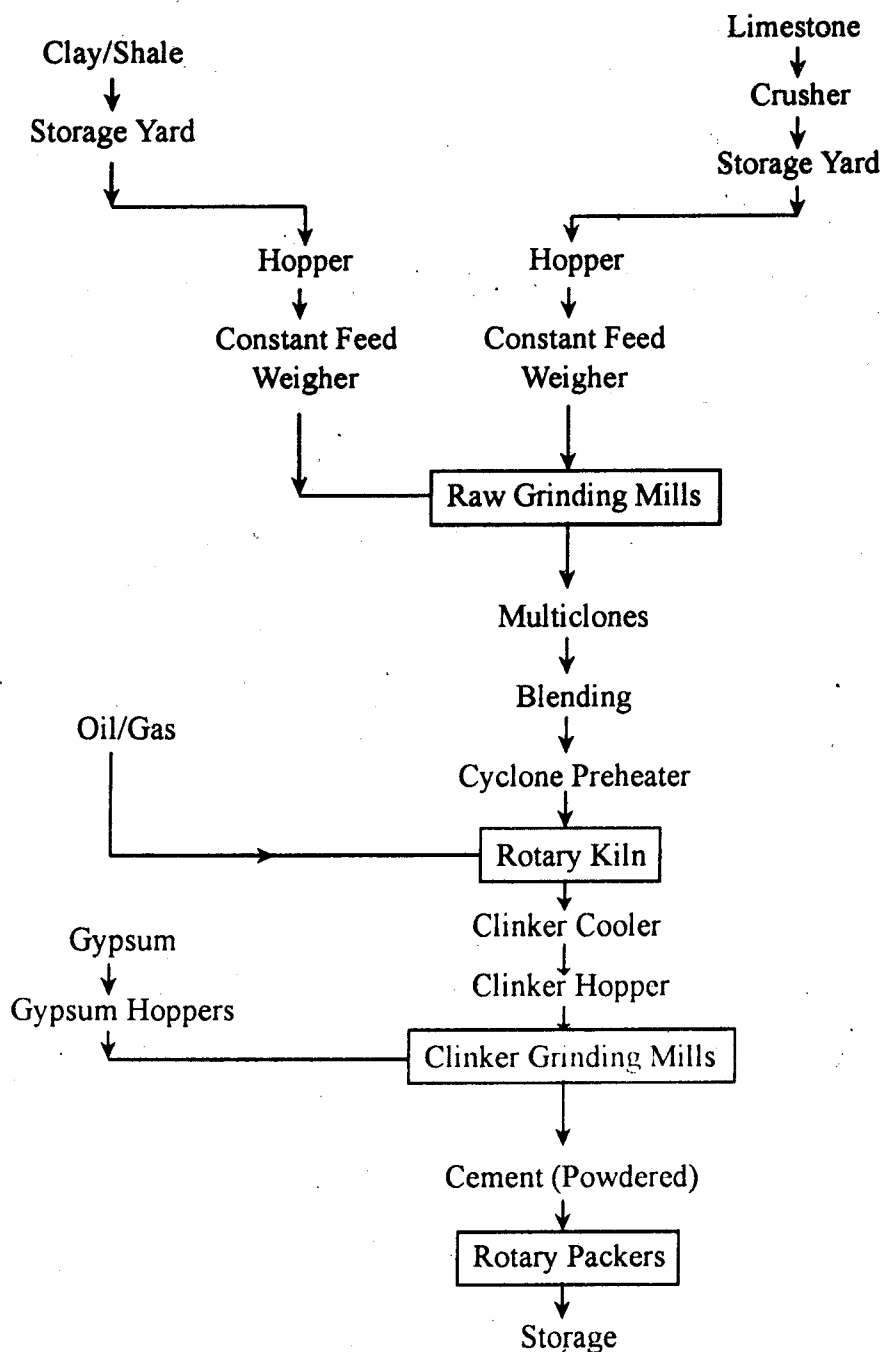 Clay/Shale
Storage Yard
Limestone
Crusher
Storage Yard
Hopper
Constant Feed
Weigher
Hopper
Constant Feed
Weigher
Raw Grinding Mills
Multiclones
Blending
Oil/Gas
Cyclone Preheater
Rotary Kiln
Clinker Cooler
Gypsum
Clinker Hopper
Gypsum Hoppers
Clinker Grinding Mills
Cement (Powdered)
Rotary Packers
Storage